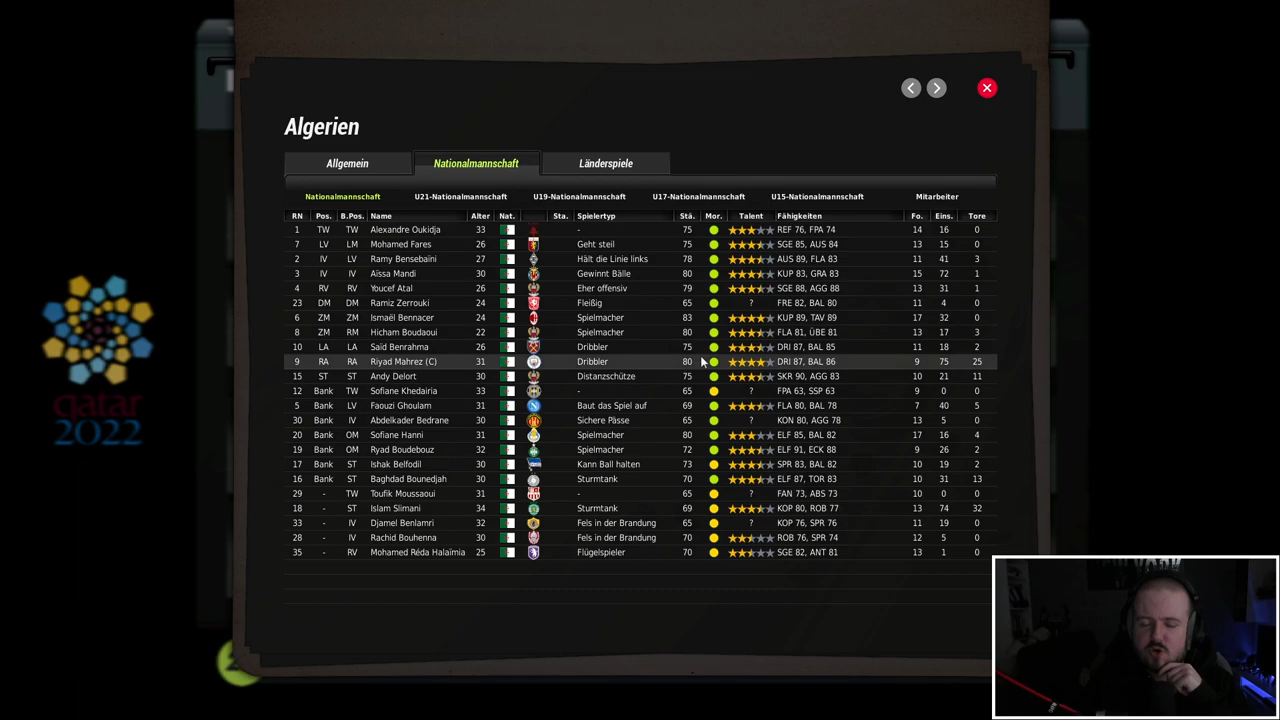 Algerien
Allgemein Nationalmannschaft Länderspiele
Nationalmannschaft U21-Nationalmannschaft U19-Nationalmannschaft U17-Nationalmannschaft U15-Nationalmannschaft Mitarbeiter
RN Pos. B.Pos. Name Alter Nat. Sta. Spielertyp Stä. Mor. Talent Fähigkeiten Fo. Eins. Tore
1 TW TW Alexandre Oukidja 33 - 75 REF 76, FPA 74 14 16 0
7 LV LM Mohamed Fares 26 Geht steil 75 SGE 85, AUS 84 13 15 0
2 IV LV Ramy Bensebaini 27 Hält die Linie links 78 AUS 89, FLA 83 11 41 3
3 IV IV Aïssa Mandi 30 Gewinnt Bälle 80 KUP 83, GRA 83 15 72 1
4 RV RV Youcef Atal 26 Eher offensiv 79 SGE 88, AGG 88 13 31 1
23 DM DM Ramiz Zerrouki 24 Fleißig 65 ? FRE 82, BAL 80 11 4 0
6 ZM ZM Ismaël Bennacer 24 Spielmacher 83 KUP 89, TAV 89 17 32 0
8 ZM RM Hicham Boudaoui 22 Spielmacher 80 FLA 81, ÜBE 81 13 17 3
10 LA LA Saïd Benrahma 26 Dribbler 75 DRI 87, BAL 85 11 18 2
9 RA RA Riyad Mahrez (C) 31 Dribbler 80 DRI 87, BAL 86 9 75 25
15 ST ST Andy Delort 30 Distanzschütze 75 SKR 90, AGG 83 10 21 11
12 Bank TW Sofiane Khedairia 33 - 65 ? FPA 63, SSP 63 9 0 0
5 Bank LV Faouzi Ghoulam 31 Baut das Spiel auf 69 FLA 80, BAL 78 7 40 5
30 Bank IV Abdelkader Bedrane 30 Sichere Pässe 65 ? KON 80, AGG 78 13 5 0
20 Bank OM Sofiane Hanni 31 Spielmacher 80 ELF 85, BAL 82 17 16 4
19 Bank OM Ryad Boudebouz 32 Spielmacher 72 ELF 91, ECK 88 9 26 2
17 Bank ST Ishak Belfodil 30 Kann Ball halten 73 SPR 83, BAL 82 10 19 2
16 Bank ST Baghdad Bounedjah 30 Sturmtank 70 ELF 87, TOR 83 10 31 13
29 - TW Toufik Moussaoui 31 - 65 ? FAN 73, ABS 73 10 0 0
18 - ST Islam Slimani 34 Sturmtank 69 KOP 80, ROB 77 13 74 32
33 - IV Djamel Benlamri 32 Fels in der Brandung 65 ? KOP 76, SPR 76 11 19 0
28 - IV Rachid Bouhenna 30 Fels in der Brandung 70 ROB 76, SPR 74 12 5 0
35 - RV Mohamed Réda Halaïmia 25 Flügelspieler 70 SGE 82, ANT 81 13 1 0
qatar
2022